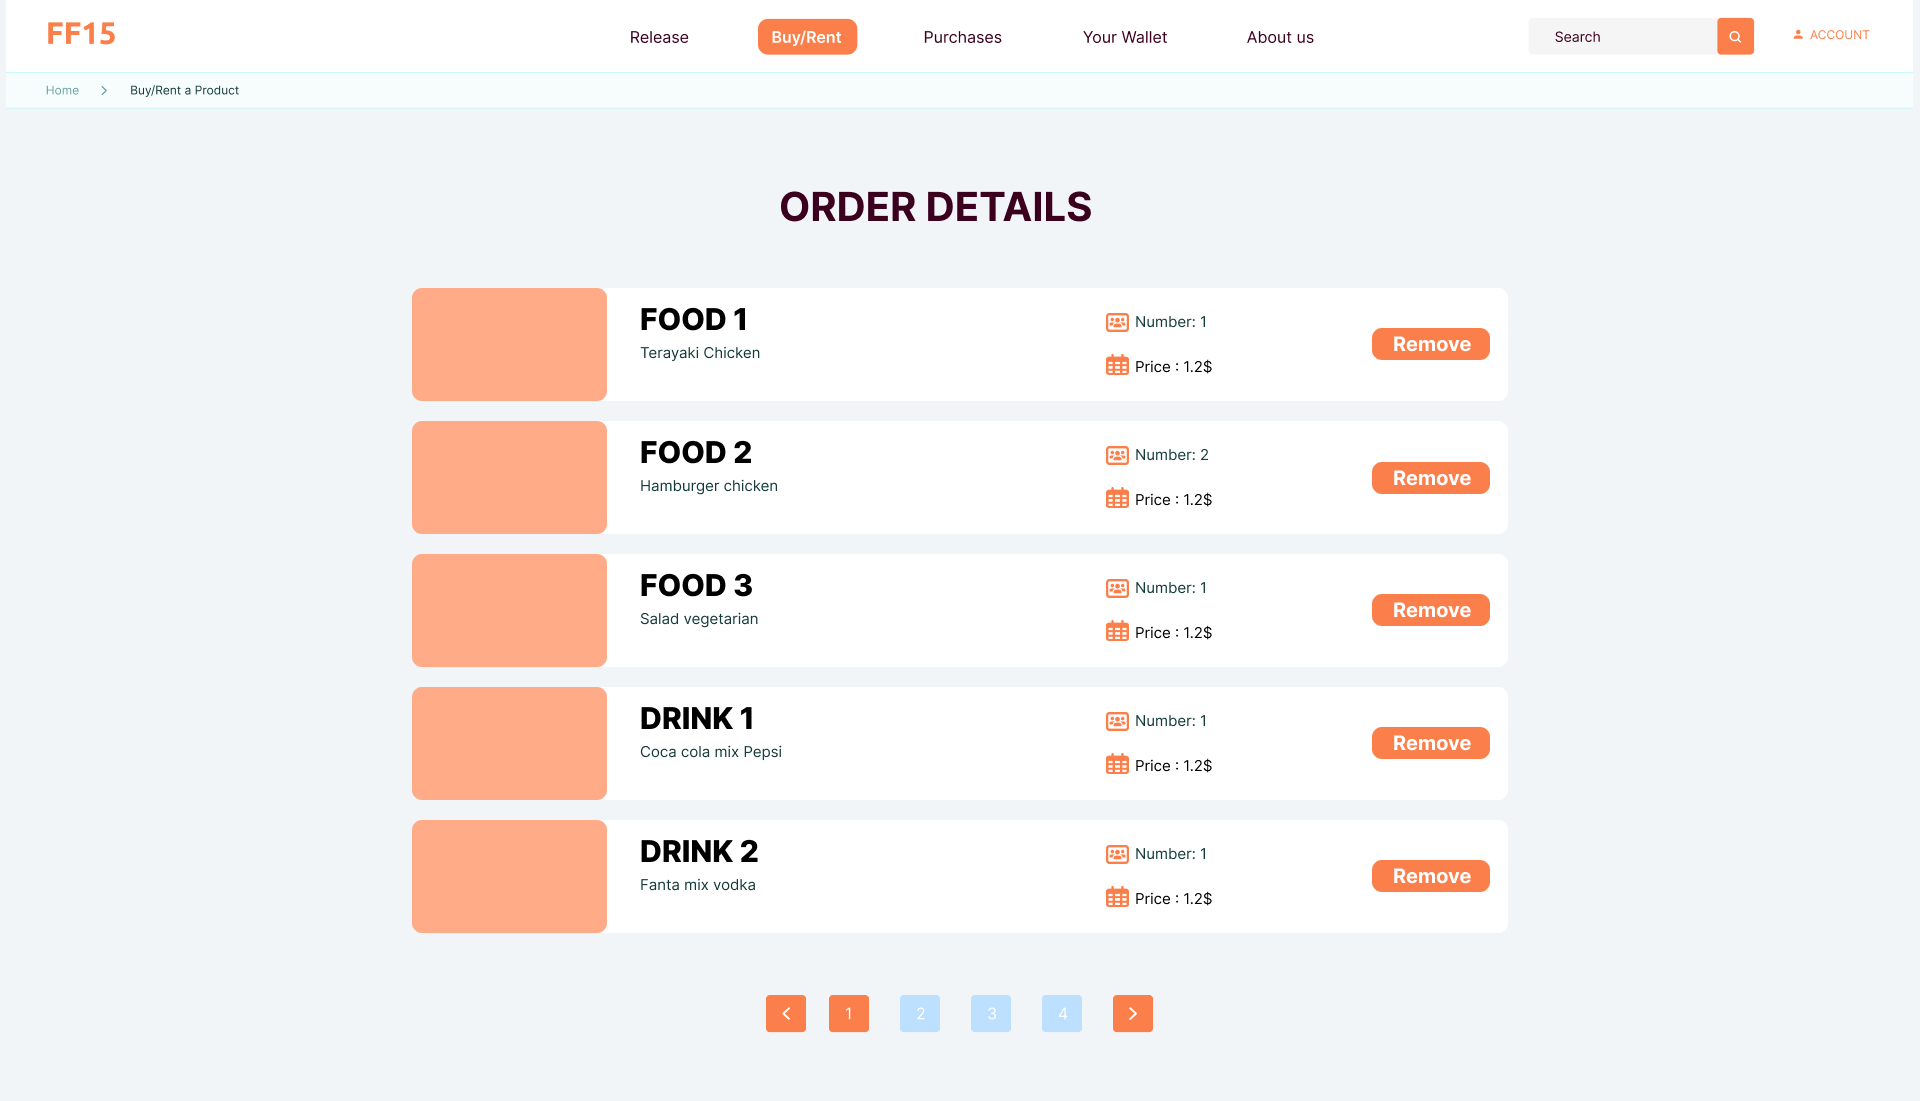 FF15
Release
Buy/Rent
Purchases
Your Wallet
About us
Search
ACCOUNT
Home
Buy/Rent a Product
ORDER DETAILS
FOOD 1
Terayaki Chicken
Number: 1
Price : 1.2$
Remove
FOOD 2
Hamburger chicken
Number: 2
Price : 1.2$
Remove
FOOD 3
Salad vegetarian
Number: 1
Price : 1.2$
Remove
DRINK 1
Coca cola mix Pepsi
Number: 1
Price : 1.2$
Remove
DRINK 2
Fanta mix vodka
Number: 1
Price : 1.2$
Remove
1
2
3
4